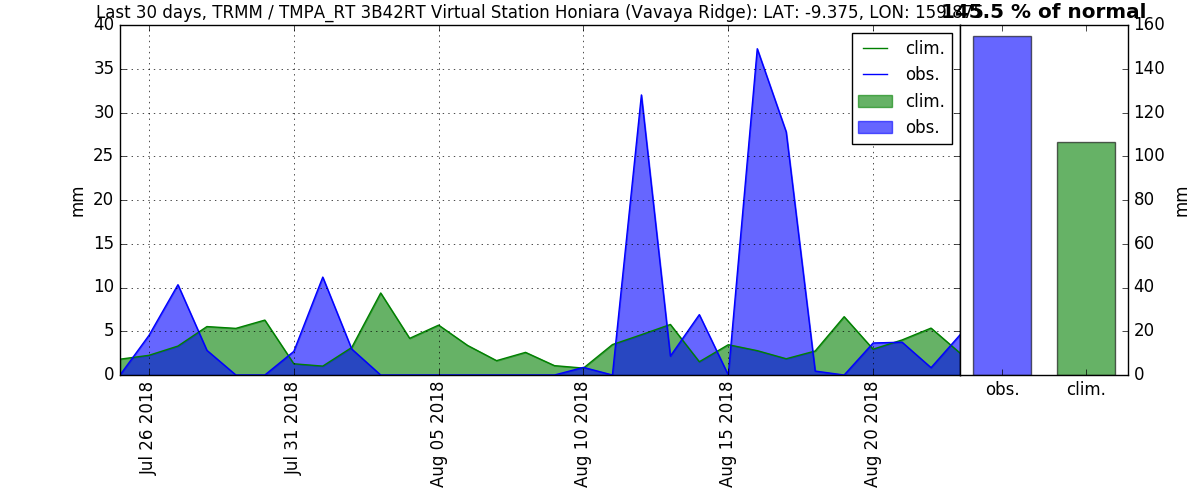 Last 30 days, TRMM / TMPA_RT 3B42RT Virtual Station Honiara (Vavaya Ridge): LAT: -9.375, LON: 159.875
145.5 % of normal
40
35
30
25
20
15
10
5
0
mm
clim.
obs.
clim.
obs.
Jul 26 2018
Jul 31 2018
Aug 05 2018
Aug 10 2018
Aug 15 2018
Aug 20 2018
160
140
120
100
80
60
40
20
0
mm
obs.
clim.